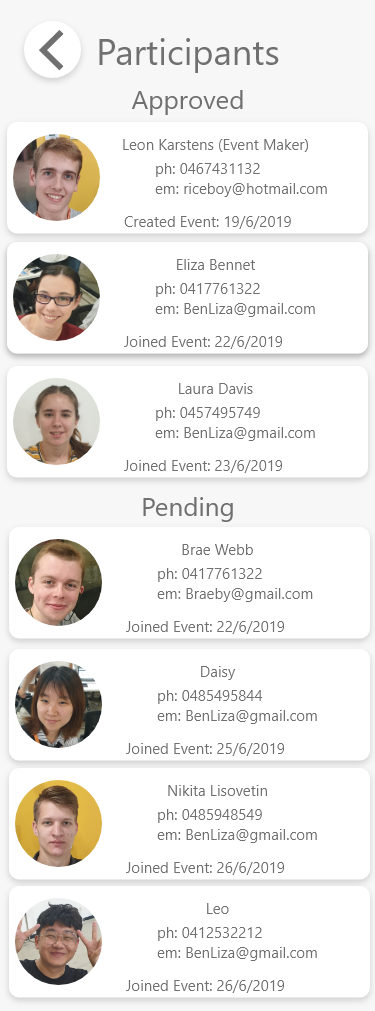 Participants
Approved
Leon Karstens (Event Maker)
ph: 0467431132
em: riceboy@hotmail.com
Created Event: 19/6/2019
Eliza Bennet
ph: 0417761322
em: BenLiza@gmail.com
Joined Event: 22/6/2019
Laura Davis
ph: 0457495749
em: BenLiza@gmail.com
Joined Event: 23/6/2019
Pending
Brae Webb
ph: 0417761322
em: Braeby@gmail.com
Joined Event: 22/6/2019
Daisy
ph: 0485495844
em: BenLiza@gmail.com
Joined Event: 25/6/2019
Nikita Lisovetin
ph: 0485948549
em: BenLiza@gmail.com
Joined Event: 26/6/2019
Leo
ph: 0412532212
em: BenLiza@gmail.com
Joined Event: 26/6/2019